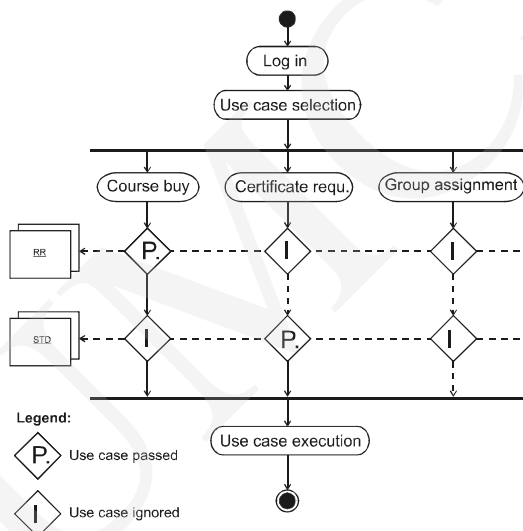 Log in
Use case selection
Course buy
Certificate requ.
Group assignment
RR
P.
I
I
STD
I
P.
I
Legend:
Use case execution
P. Use case passed
I Use case ignored